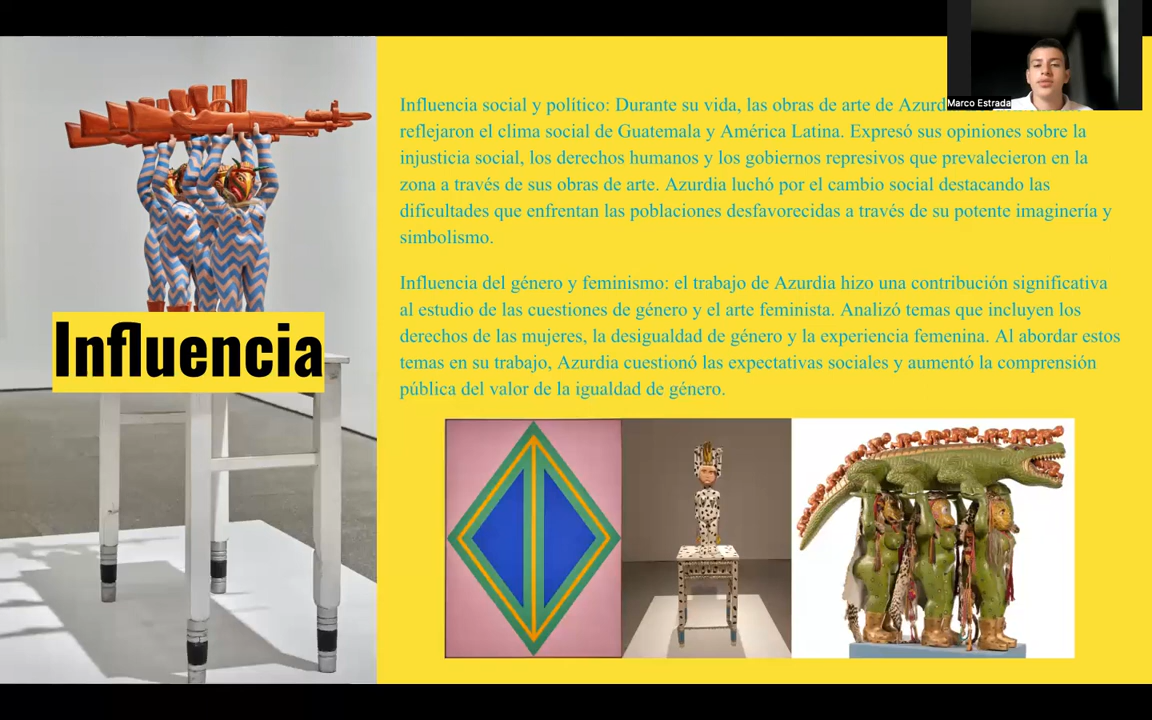 Marco Estrada
Influencia social y político: Durante su vida, las obras de arte de Azurd
reflejaron el clima social de Guatemala y América Latina. Expresó sus opiniones sobre la
injusticia social, los derechos humanos y los gobiernos represivos que prevalecieron en la
zona a través de sus obras de arte. Azurdia luchó por el cambio social destacando las
dificultades que enfrentan las poblaciones desfavorecidas a través de su potente imaginería y
simbolismo.
Influencia del género y feminismo: el trabajo de Azurdia hizo una contribución significativa
al estudio de las cuestiones de género y el arte feminista. Analizó temas que incluyen los
derechos de las mujeres, la desigualdad de género y la experiencia femenina. Al abordar estos
temas en su trabajo, Azurdia cuestionó las expectativas sociales y aumentó la comprensión
pública del valor de la igualdad de género.
Influencia